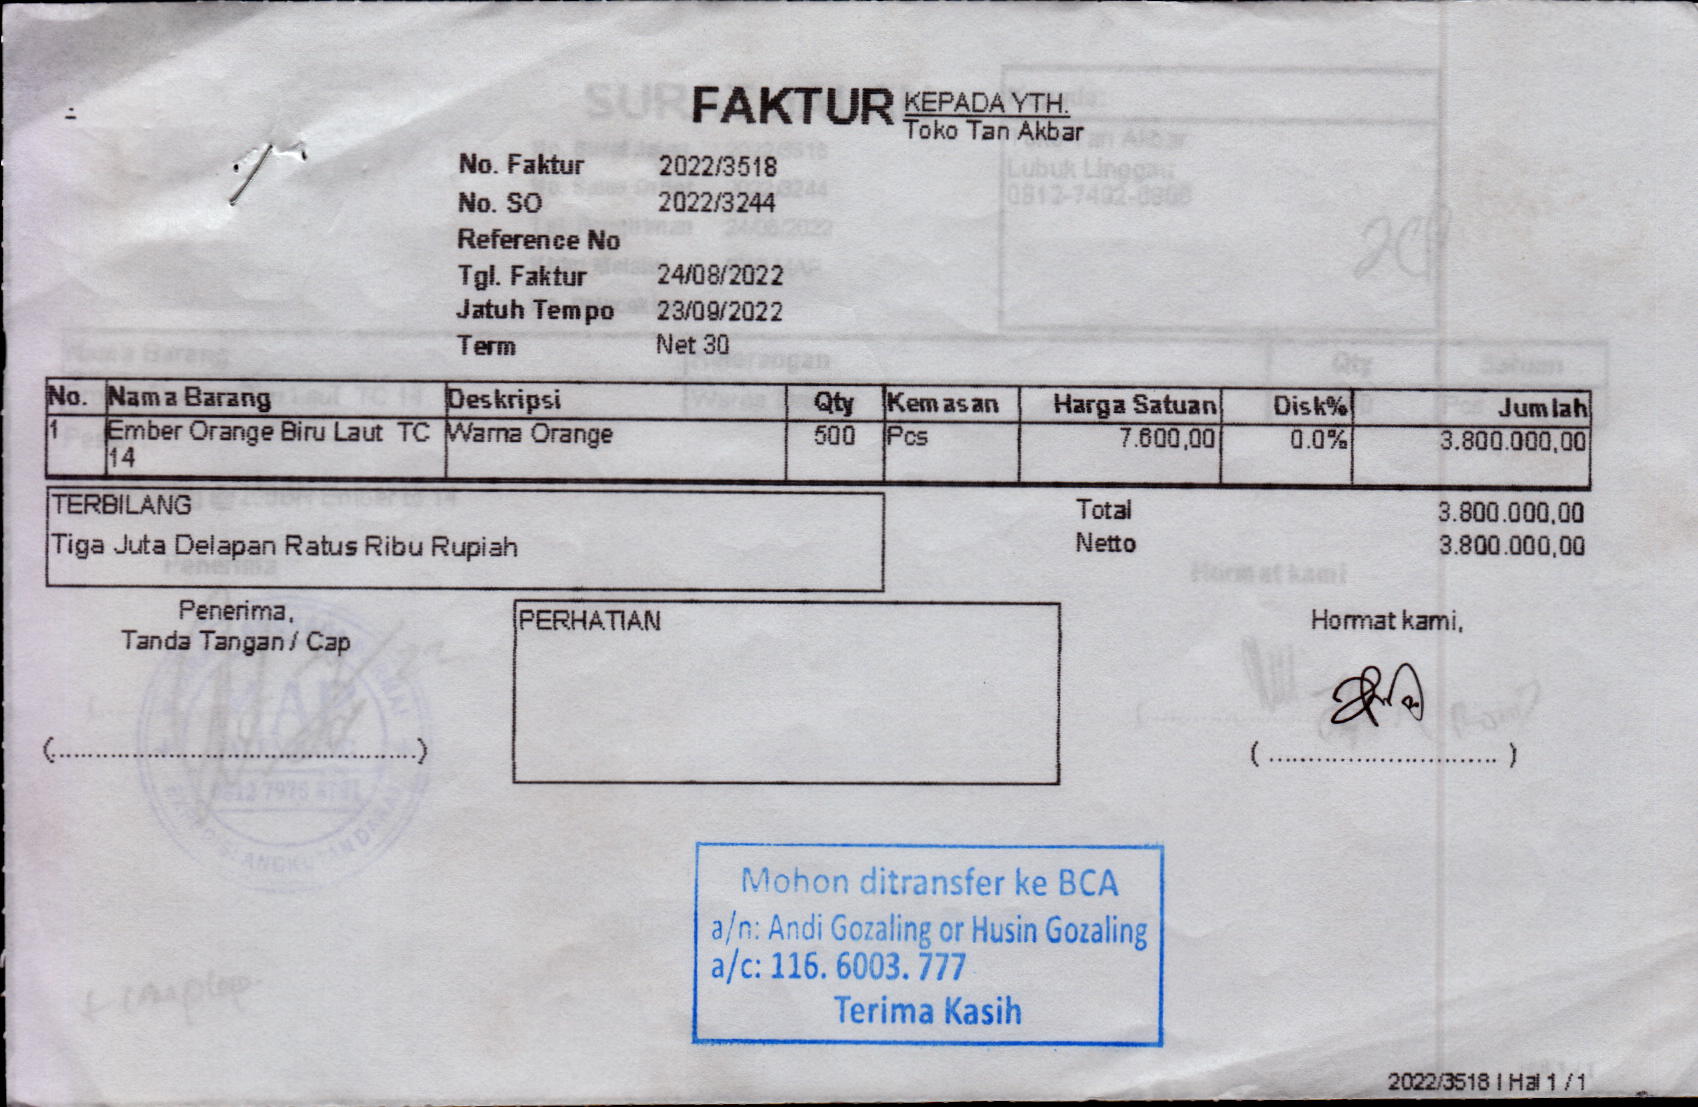 FAKTUR
KEPADA YTH.
Toko Tan Akbar
No. Faktur 2022/3518
No. SO 2022/3244
Reference No
Tgl. Faktur 24/08/2022
Jatuh Tempo 23/09/2022
Term Net 30
No. Nama Barang Deskripsi Qty Kemasan Harga Satuan Disk% Jumlah
1 Ember Orange Biru Laut TC 14 Warna Orange 500 Pcs 7.600,00 0.0% 3.800.000,00
TERBILANG
Tiga Juta Delapan Ratus Ribu Rupiah
Total 3.800.000,00
Netto 3.800.000,00
Penerima,
Tanda Tangan / Cap
(............................................)
PERHATIAN
Hormat kami,
( ............................ )
Mohon ditransfer ke BCA
a/n: Andi Gozaling or Husin Gozaling
a/c: 116. 6003. 777
Terima Kasih
2022/3518 | Hal 1 / 1